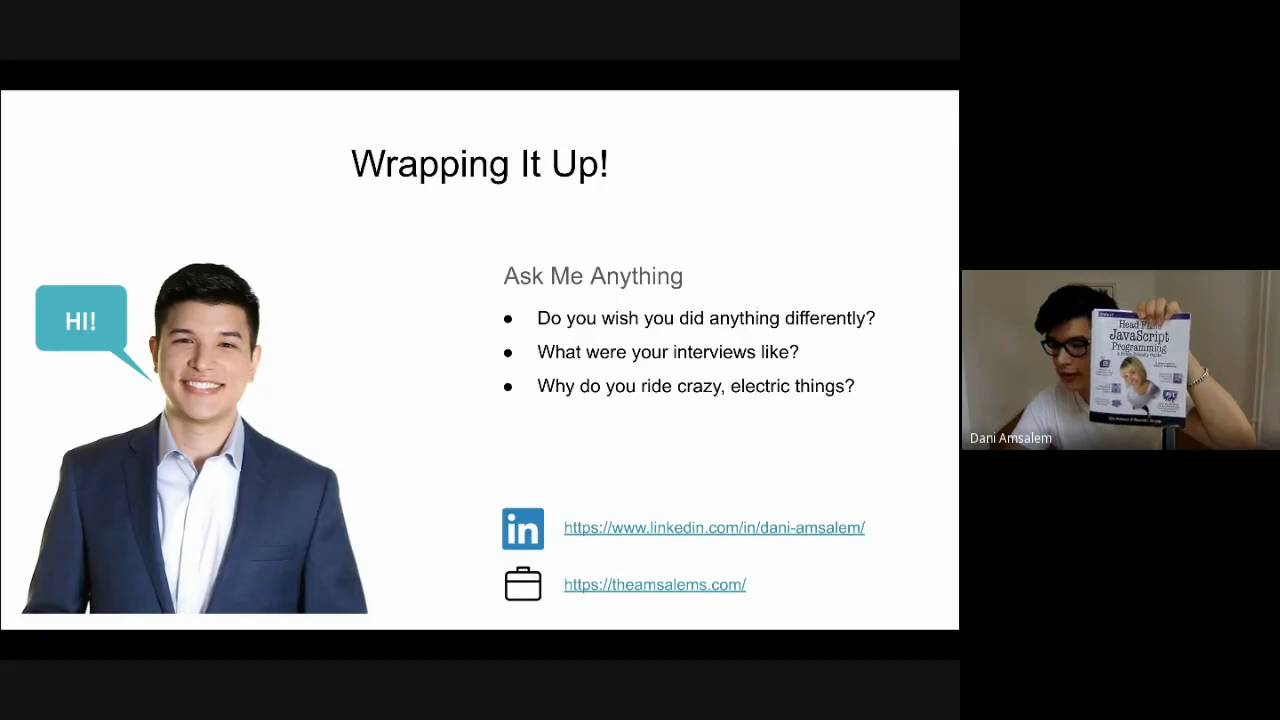 Wrapping It Up!
HI!
Ask Me Anything
● Do you wish you did anything differently?
● What were your interviews like?
● Why do you ride crazy, electric things?
in
https://www.linkedin.com/in/dani-amsalem/
https://theamsalems.com/
Head First
JavaScript
Programming
Dani Amsalem